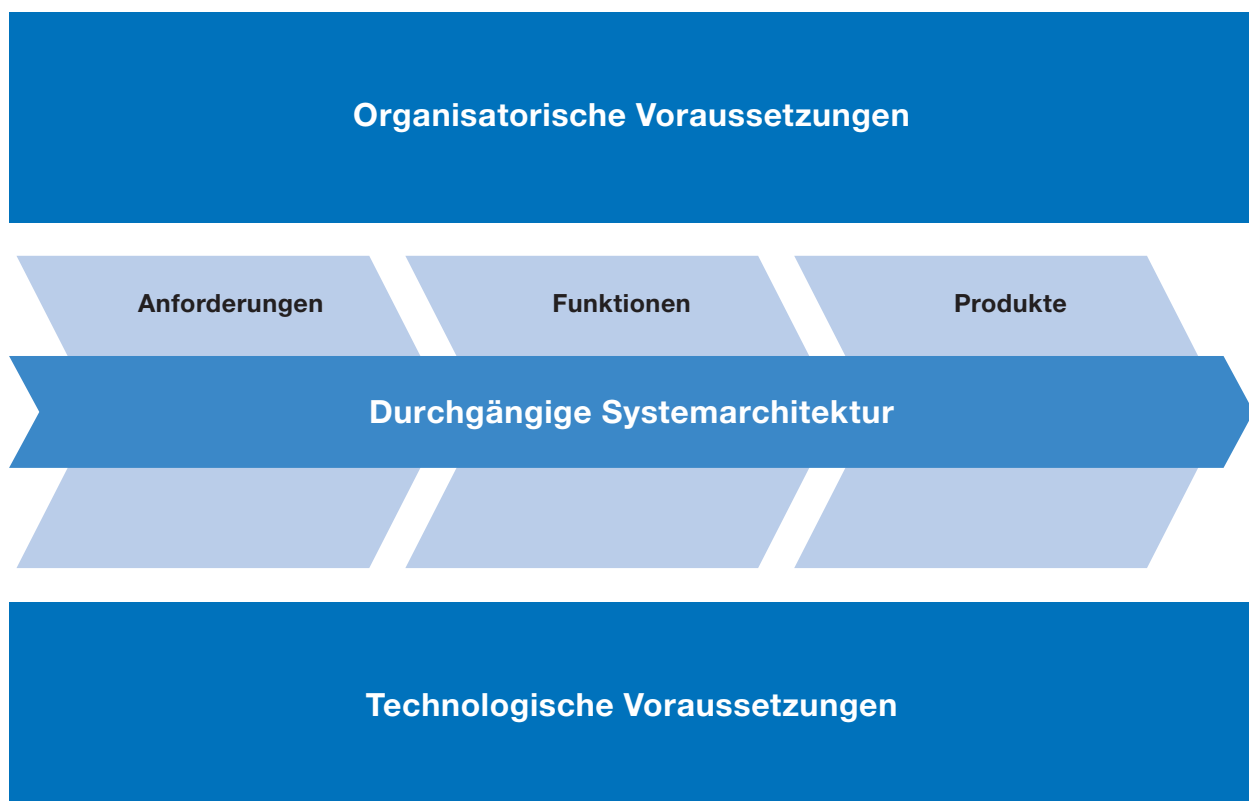 Organisatorische Voraussetzungen
Anforderungen
Funktionen
Produkte
Durchgängige Systemarchitektur
Technologische Voraussetzungen